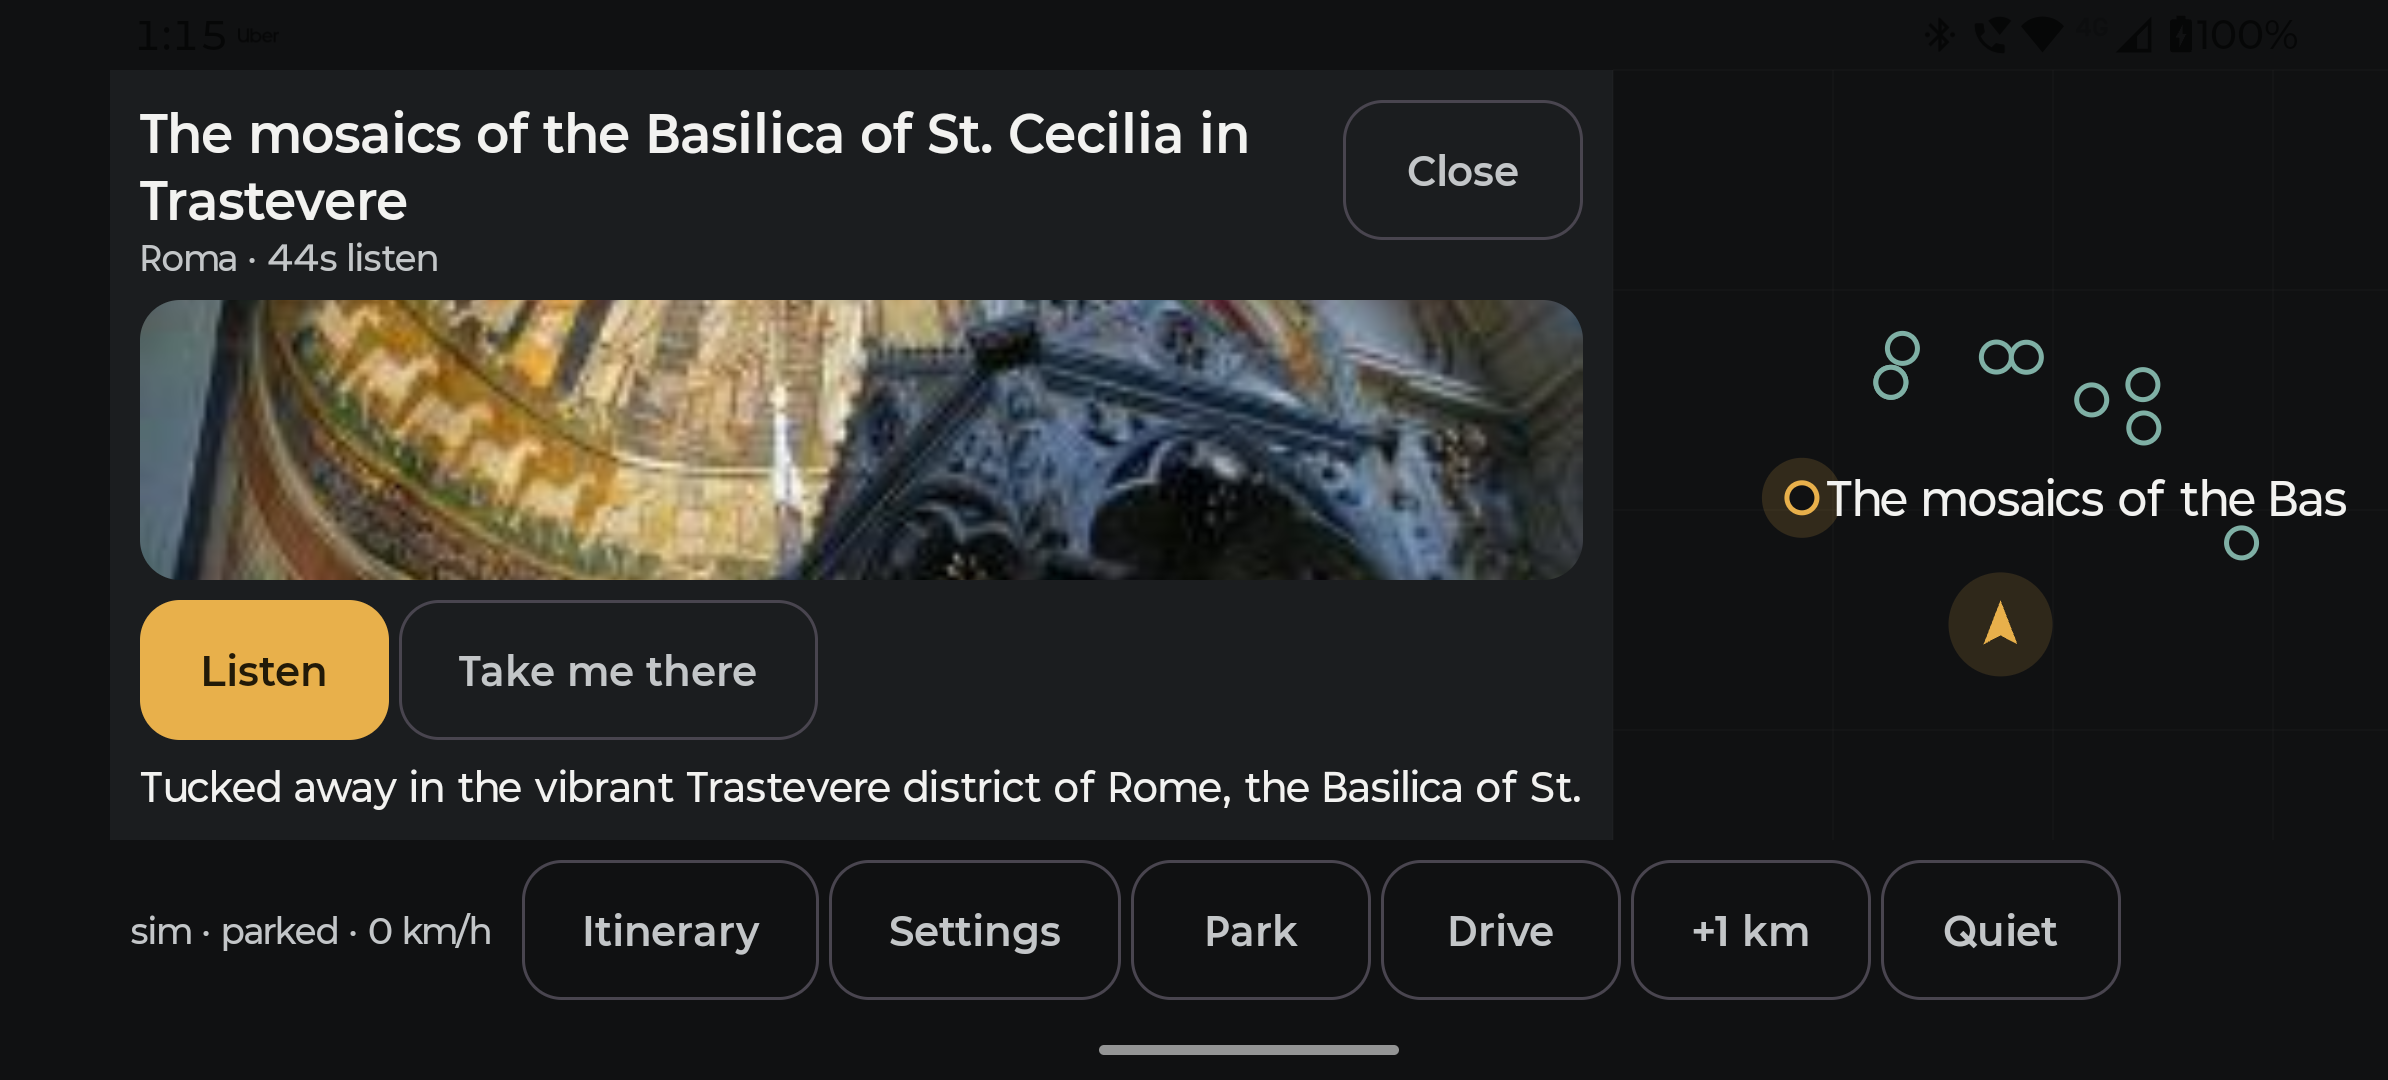 1:15 Uber
4G 100%
The mosaics of the Basilica of St. Cecilia in
Trastevere
Close
Roma · 44s listen
The mosaics of the Bas
Listen
Take me there
Tucked away in the vibrant Trastevere district of Rome, the Basilica of St.
sim · parked · 0 km/h
Itinerary
Settings
Park
Drive
+1 km
Quiet